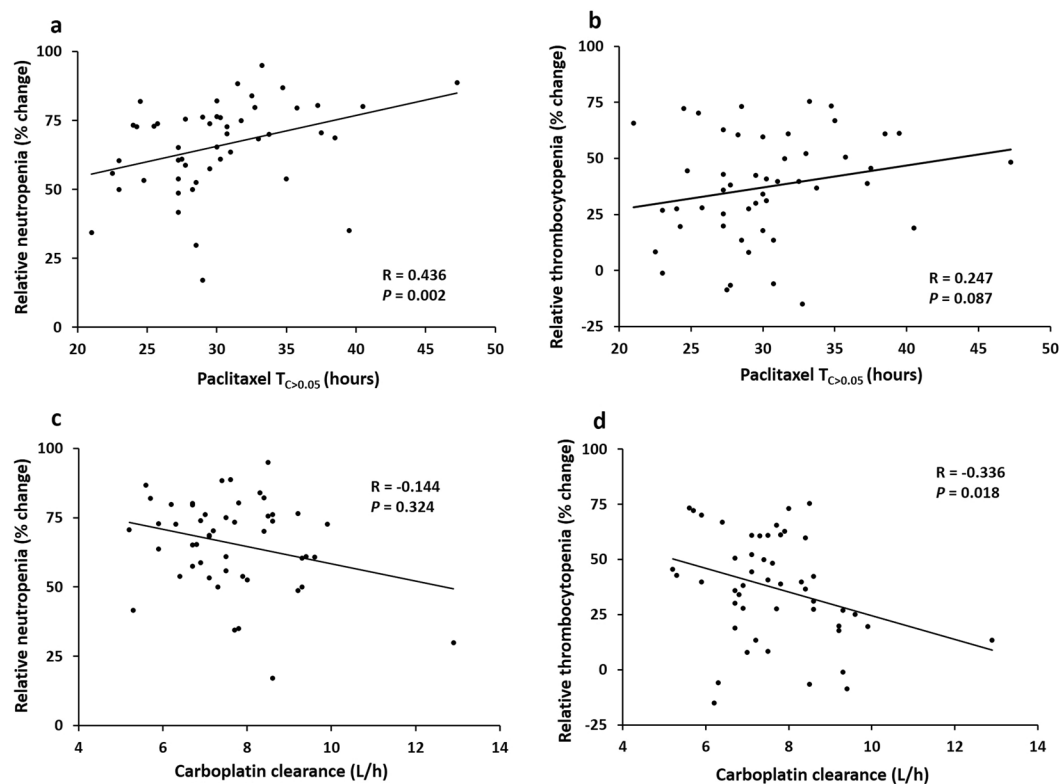 a
Relative neutropenia (% change)
100
75
50
25
0
20 25 30 35 40 45 50
R = 0.436
P = 0.002
Paclitaxel TC>0.05 (hours)
b
Relative thrombocytopenia (% change)
100
75
50
25
0
-25
20 25 30 35 40 45 50
R = 0.247
P = 0.087
Paclitaxel TC>0.05 (hours)
c
Relative neutropenia (% change)
100
75
50
25
0
4 6 8 10 12 14
R = -0.144
P = 0.324
Carboplatin clearance (L/h)
d
Relative thrombocytopenia (% change)
100
75
50
25
0
-25
4 6 8 10 12 14
R = -0.336
P = 0.018
Carboplatin clearance (L/h)